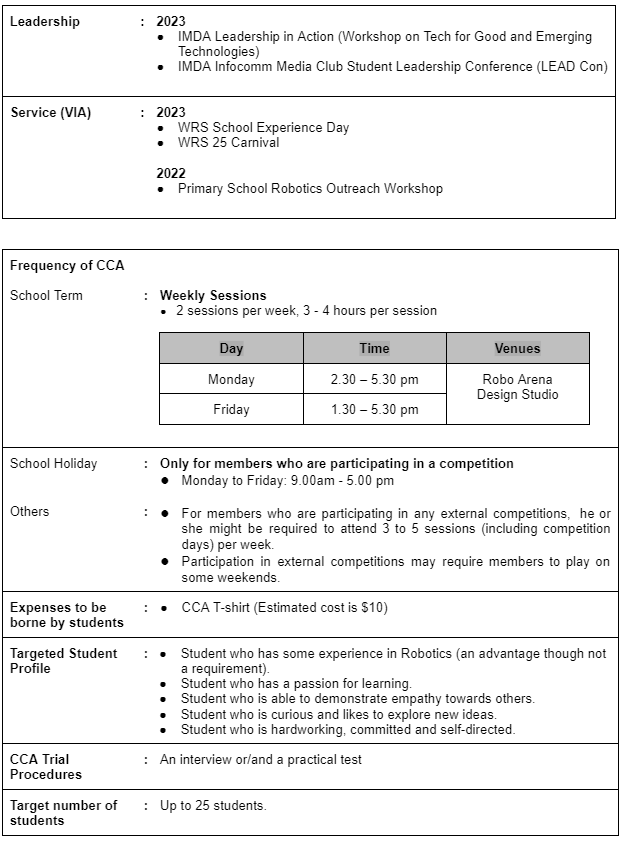 Leadership : 2023
● IMDA Leadership in Action (Workshop on Tech for Good and Emerging
Technologies)
● IMDA Infocomm Media Club Student Leadership Conference (LEAD Con)
Service (VIA) : 2023
● WRS School Experience Day
● WRS 25 Carnival
2022
● Primary School Robotics Outreach Workshop
Frequency of CCA
School Term : Weekly Sessions
● 2 sessions per week, 3 - 4 hours per session
Day Time Venues
Monday 2.30 – 5.30 pm Robo Arena
Design Studio
Friday 1.30 – 5.30 pm
School Holiday : Only for members who are participating in a competition
● Monday to Friday: 9.00am - 5.00 pm
Others : ● For members who are participating in any external competitions, he or
she might be required to attend 3 to 5 sessions (including competition
days) per week.
● Participation in external competitions may require members to play on
some weekends.
Expenses to be : ● CCA T-shirt (Estimated cost is $10)
borne by students
Targeted Student : ● Student who has some experience in Robotics (an advantage though not
Profile a requirement).
● Student who has a passion for learning.
● Student who is able to demonstrate empathy towards others.
● Student who is curious and likes to explore new ideas.
● Student who is hardworking, committed and self-directed.
CCA Trial : An interview or/and a practical test
Procedures
Target number of : Up to 25 students.
students